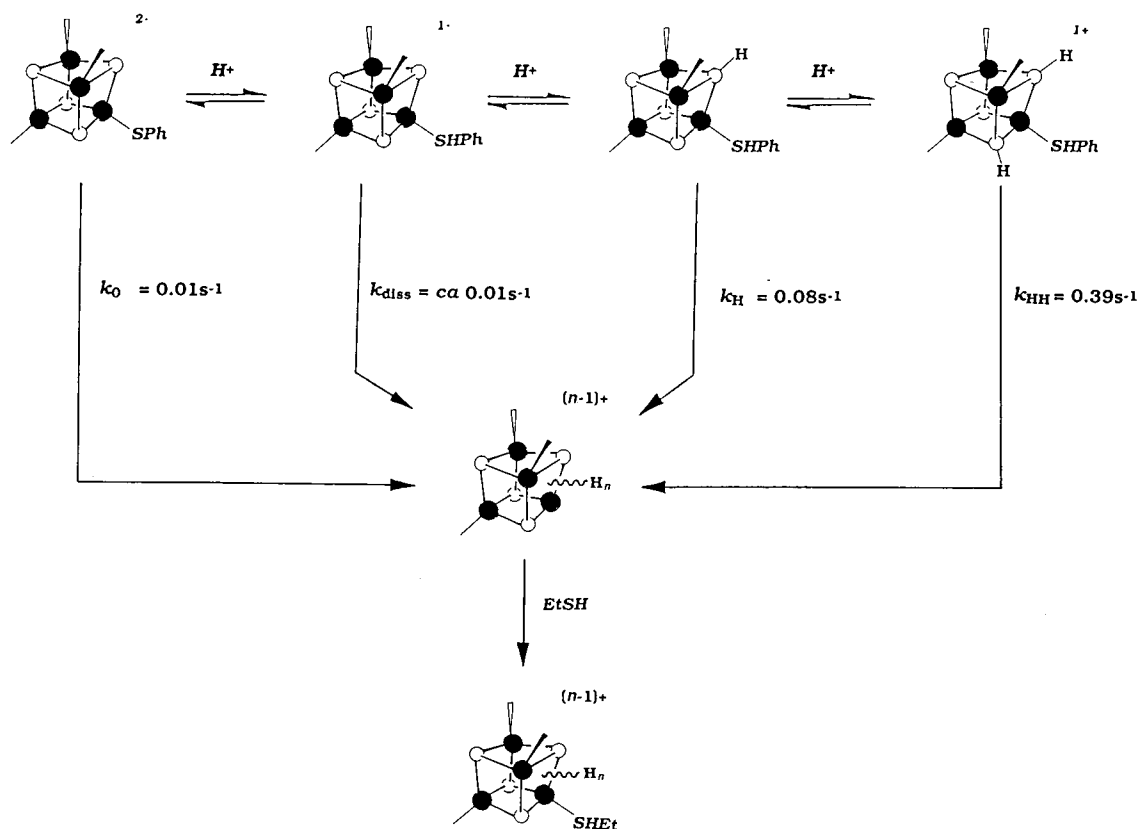 2-
1-
1+
H+
H+
H+
H
H
SPh
SHPh
SHPh
SHPh
H
k0 = 0.01s-1
kdiss = ca 0.01s-1
kH = 0.08s-1
kHH = 0.39s-1
(n-1)+
Hn
EtSH
(n-1)+
Hn
SHEt